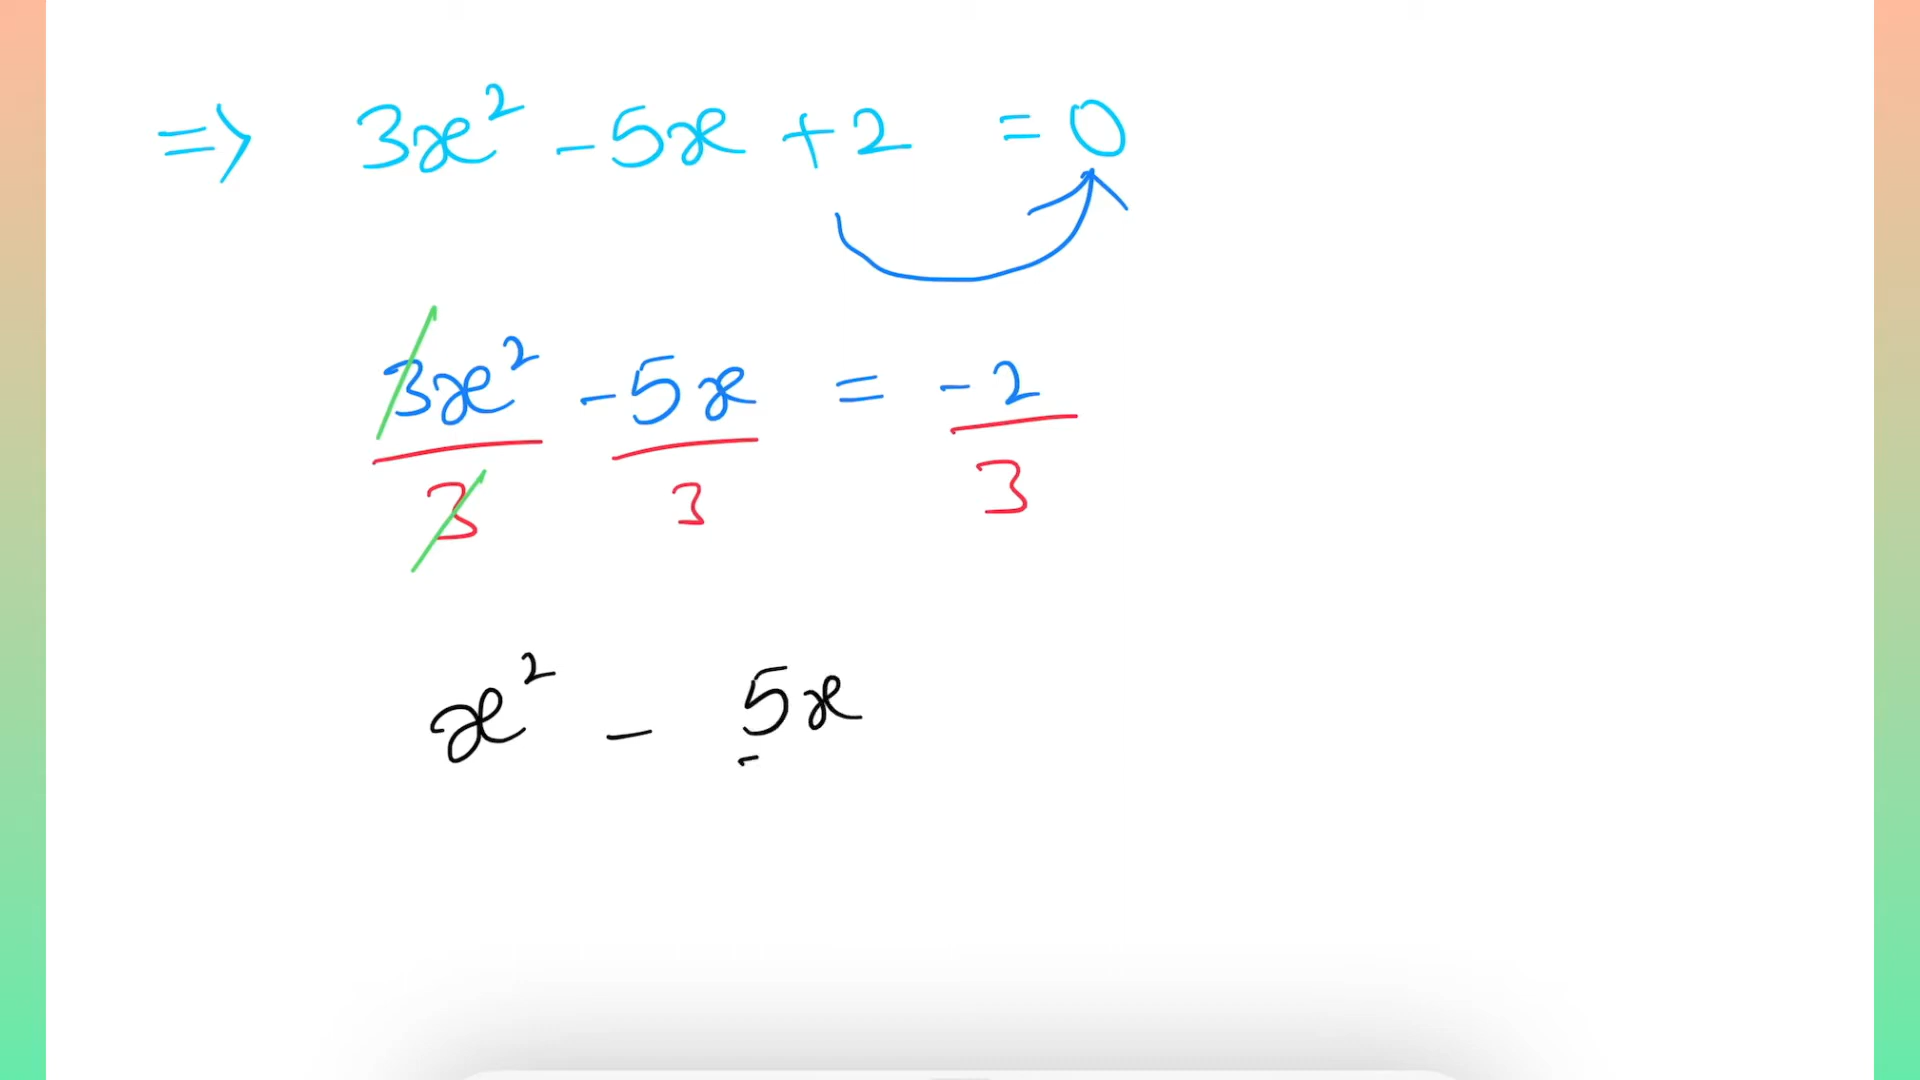 => 3x² - 5x + 2 = 0
3x²/3 - 5x/3 = -2/3
x² - 5x